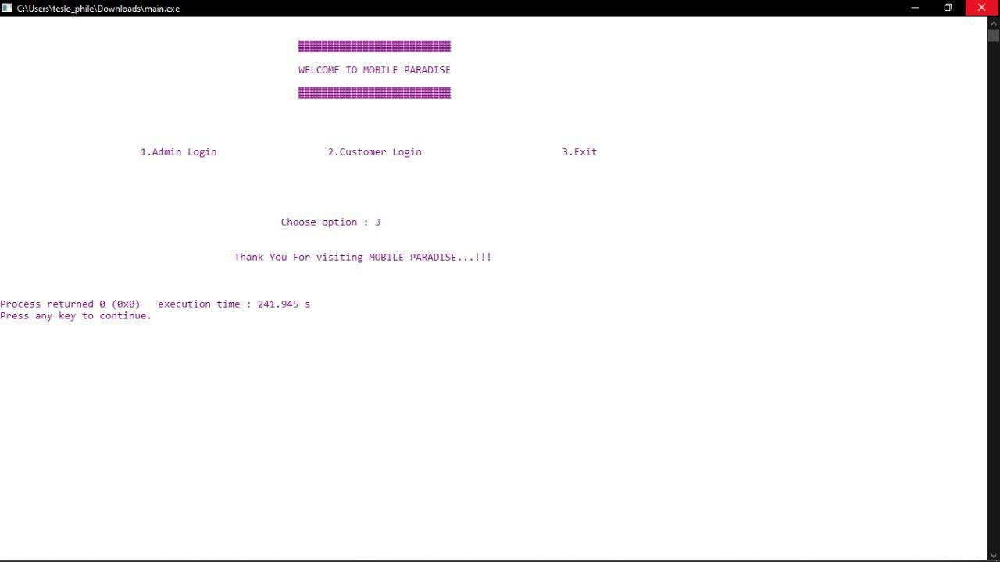 C:\Users\teslo_phile\Downloads\main.exe
WELCOME TO MOBILE PARADISE
1.Admin Login 2.Customer Login 3.Exit
Choose option : 3
Thank You For visiting MOBILE PARADISE...!!!
Process returned 0 (0x0) execution time : 241.945 s
Press any key to continue.